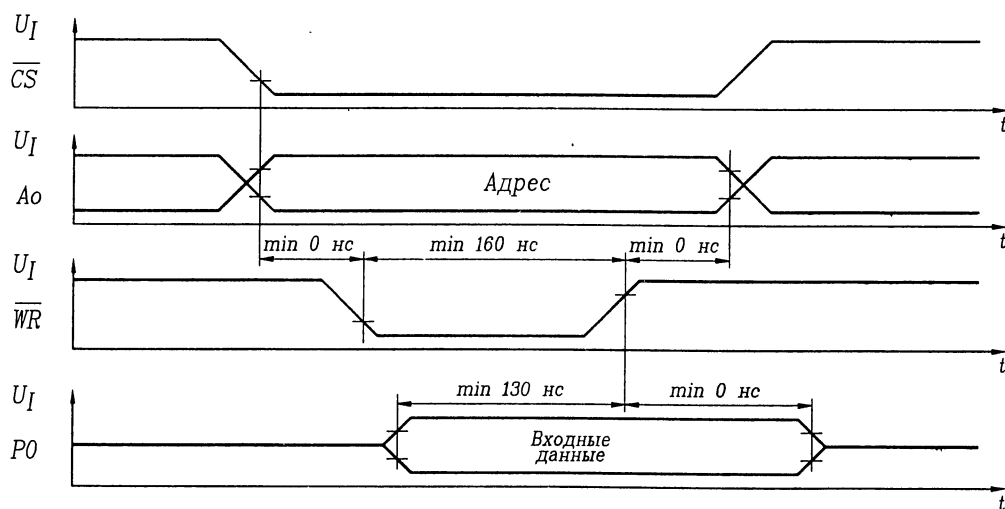 U_I
CS
t
U_I
Ao
Адрес
t
min 0 нс
min 160 нс
min 0 нс
U_I
WR
t
min 130 нс
min 0 нс
U_I
P0
Входные
данные
t